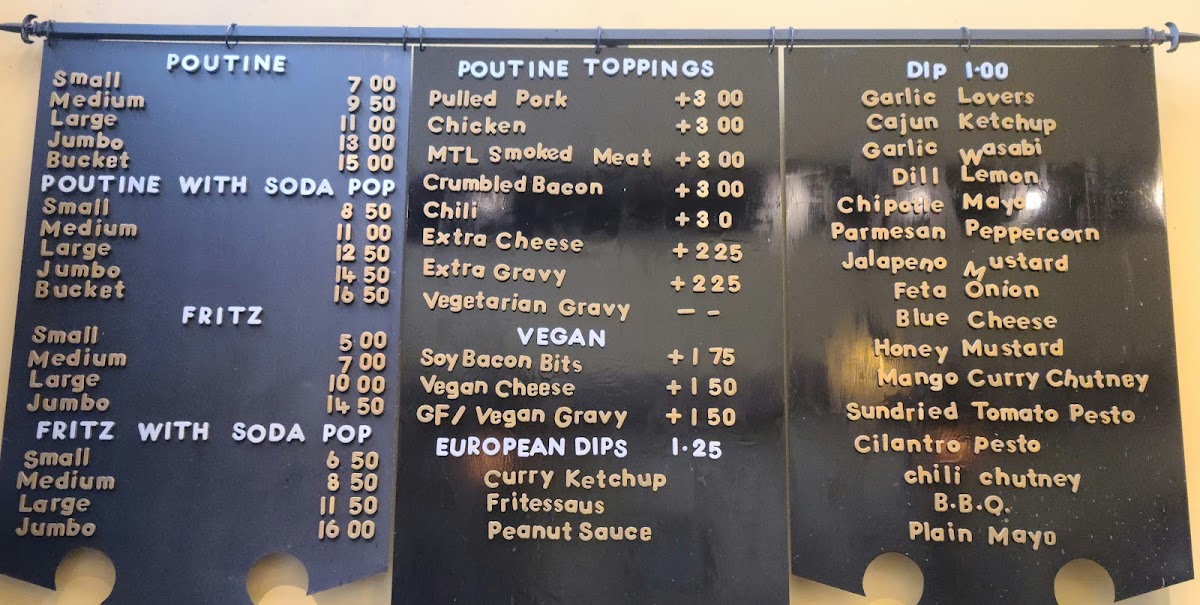 POUTINE
Small 7 00
Medium 9 50
Large 11 00
Jumbo 13 00
Bucket 15 00
POUTINE WITH SODA POP
Small 8 50
Medium 11 00
Large 12 50
Jumbo 14 50
Bucket 16 50
FRITZ
Small 5 00
Medium 7 00
Large 10 00
Jumbo 14 50
FRITZ WITH SODA POP
Small 6 50
Medium 8 50
Large 11 50
Jumbo 16 00
POUTINE TOPPINGS
Pulled Pork +3 00
Chicken +3 00
MTL Smoked Meat +3 00
Crumbled Bacon +3 00
Chili +3 0
Extra Cheese +2 25
Extra Gravy +2 25
Vegetarian Gravy – –
VEGAN
Soy Bacon Bits +1 75
Vegan Cheese +1 50
GF/ Vegan Gravy +1 50
EUROPEAN DIPS 1·25
Curry Ketchup
Fritessaus
Peanut Sauce
DIP 1·00
Garlic Lovers
Cajun Ketchup
Garlic Wasabi
Dill Lemon
Chipotle Mayo
Parmesan Peppercorn
Jalapeno Mustard
Feta Onion
Blue Cheese
Honey Mustard
Mango Curry Chutney
Sundried Tomato Pesto
Cilantro Pesto
chili chutney
B.B.Q.
Plain Mayo